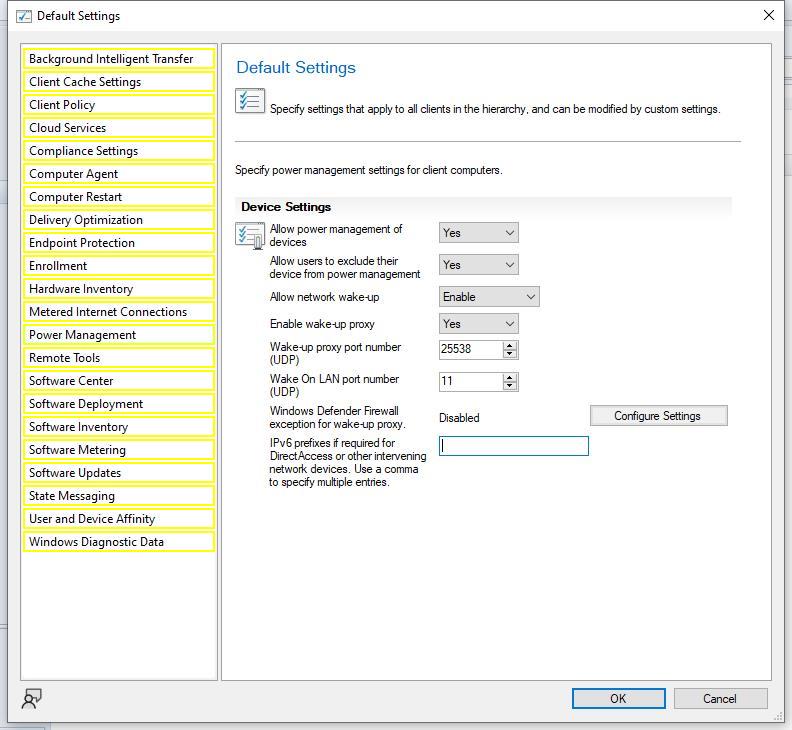 Default Settings
Background Intelligent Transfer
Client Cache Settings
Client Policy
Cloud Services
Compliance Settings
Computer Agent
Computer Restart
Delivery Optimization
Endpoint Protection
Enrollment
Hardware Inventory
Metered Internet Connections
Power Management
Remote Tools
Software Center
Software Deployment
Software Inventory
Software Metering
Software Updates
State Messaging
User and Device Affinity
Windows Diagnostic Data
Default Settings
Specify settings that apply to all clients in the hierarchy, and can be modified by custom settings.
Specify power management settings for client computers.
Device Settings
Allow power management of
devices
Yes
Allow users to exclude their
device from power management
Yes
Allow network wake-up
Enable
Enable wake-up proxy
Yes
Wake-up proxy port number
(UDP)
25538
Wake On LAN port number
(UDP)
11
Windows Defender Firewall
exception for wake-up proxy.
Disabled
Configure Settings
IPv6 prefixes if required for
DirectAccess or other intervening
network devices. Use a comma
to specify multiple entries.
OK
Cancel